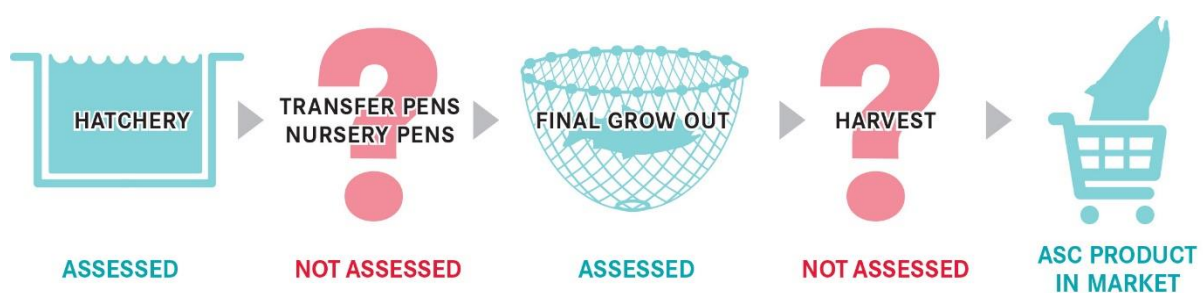 HATCHERY
TRANSFER PENS
NURSERY PENS
FINAL GROW OUT
HARVEST
ASSESSED
NOT ASSESSED
ASSESSED
NOT ASSESSED
ASC PRODUCT
IN MARKET